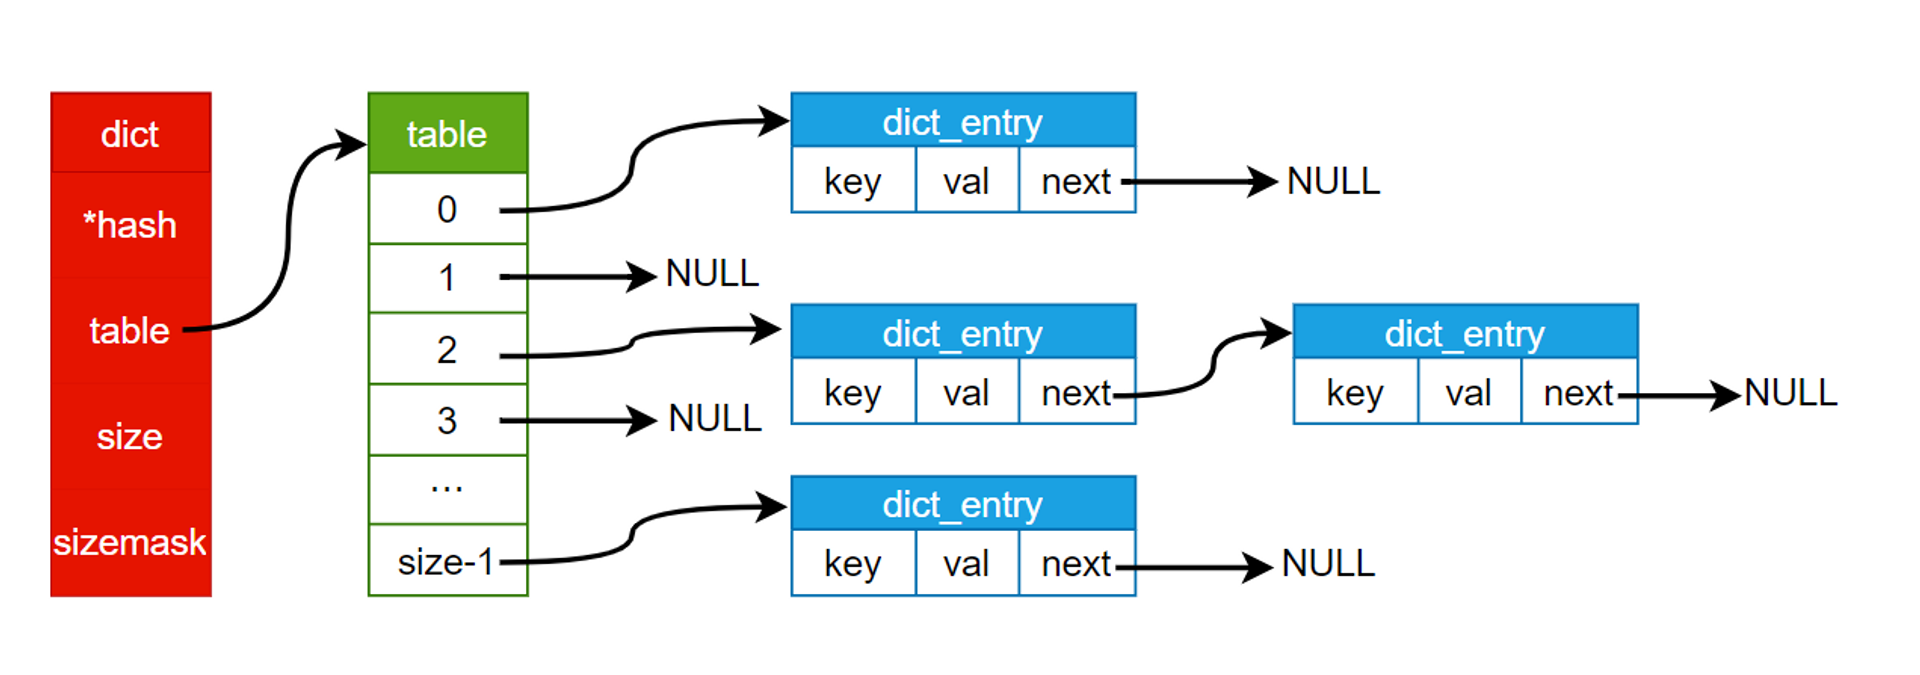 dict
*hash
table
size
sizemask
table
0
1
2
3
...
size-1
dict_entry
key val next
NULL
NULL
dict_entry
key val next
dict_entry
key val next
NULL
NULL
dict_entry
key val next
NULL